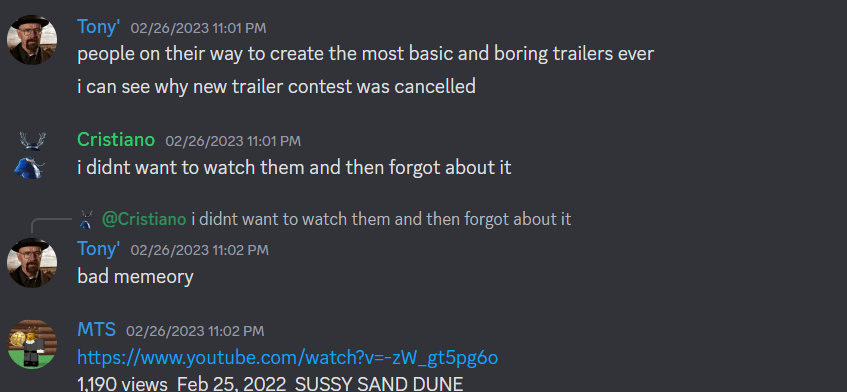 Tony' 02/26/2023 11:01 PM
people on their way to create the most basic and boring trailers ever
i can see why new trailer contest was cancelled
Cristiano 02/26/2023 11:01 PM
i didnt want to watch them and then forgot about it
@Cristiano i didnt want to watch them and then forgot about it
Tony' 02/26/2023 11:02 PM
bad memeory
MTS 02/26/2023 11:02 PM
https://www.youtube.com/watch?v=-zW_gt5pg6o
1,190 views Feb 25, 2022 SUSSY SAND DUNE